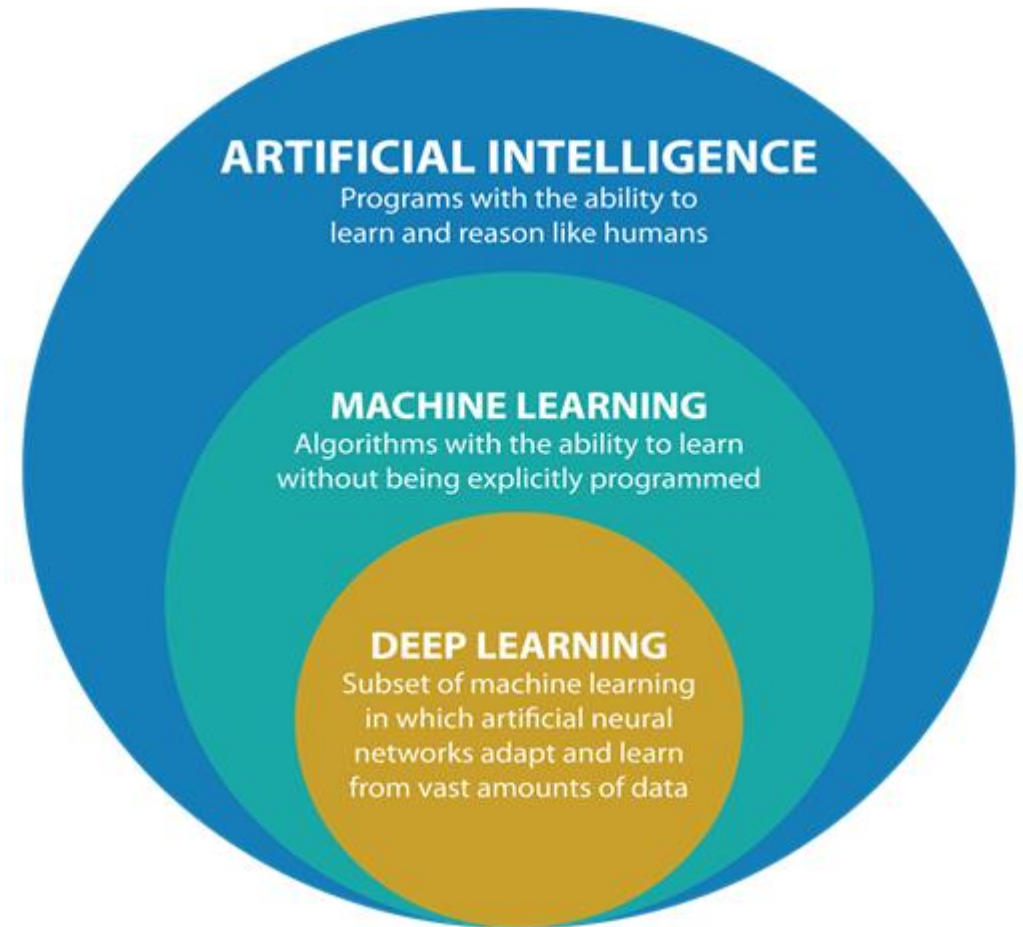 ARTIFICIAL INTELLIGENCE
Programs with the ability to
learn and reason like humans
MACHINE LEARNING
Algorithms with the ability to learn
without being explicitly programmed
DEEP LEARNING
Subset of machine learning
in which artificial neural
networks adapt and learn
from vast amounts of data